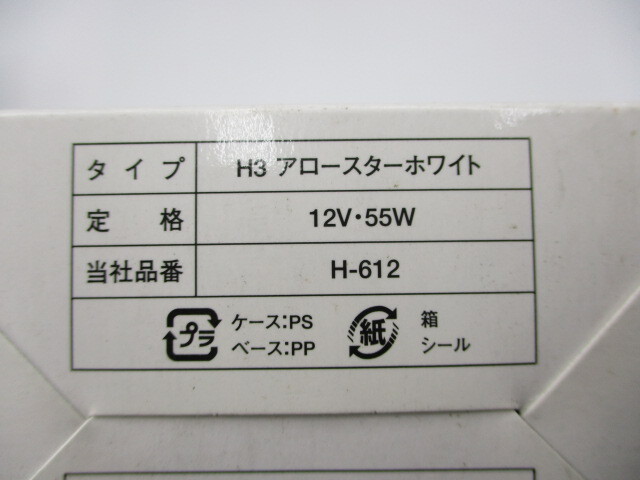 タイプ H3 アロースターホワイト
定格 12V・55W
当社品番 H-612
プラ ケース:PS 紙 箱
ベース:PP シール